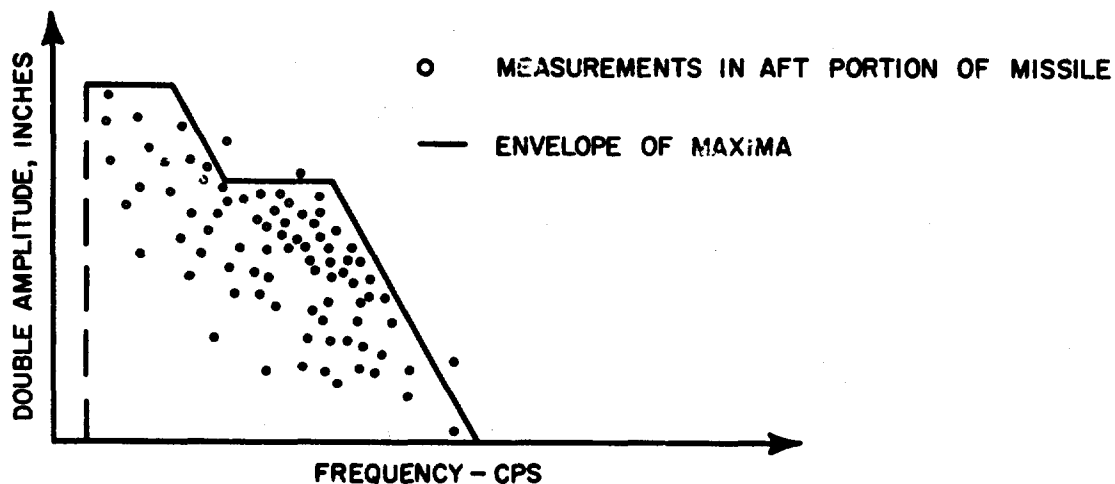 DOUBLE AMPLITUDE, INCHES
MEASUREMENTS IN AFT PORTION OF MISSILE
ENVELOPE OF MAXIMA
FREQUENCY – CPS